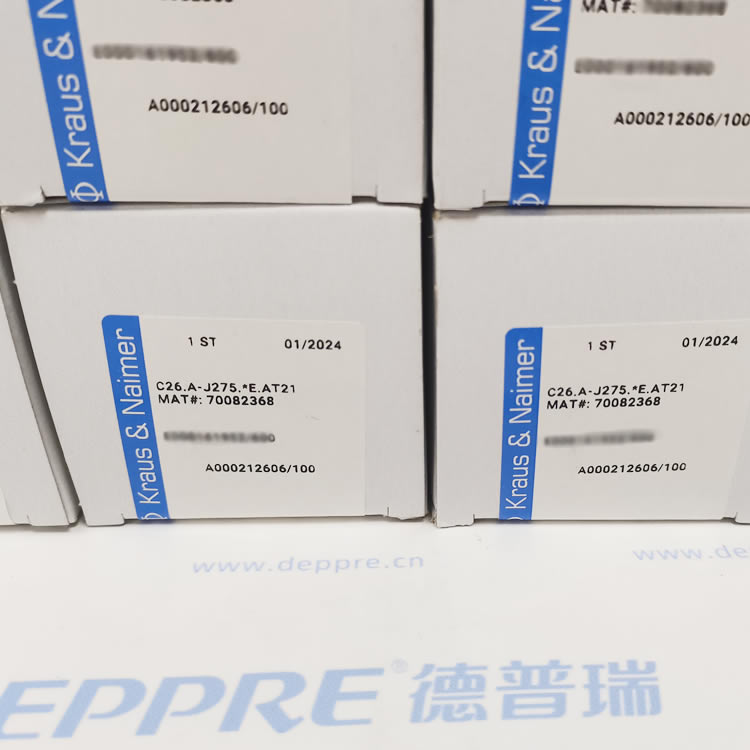 Kraus & Naimer
A000212606/100
Kraus & Naimer
MAT#: 70082368
A000212606/100
Kraus & Naimer
1 ST 01/2024
C26.A-J275.*E.AT21
MAT#: 70082368
A000212606/100
Kraus & Naimer
1 ST 01/2024
C26.A-J275.*E.AT21
MAT#: 70082368
A000212606/100
www.deppre.cn
www.deppre
EPPRE®德普瑞